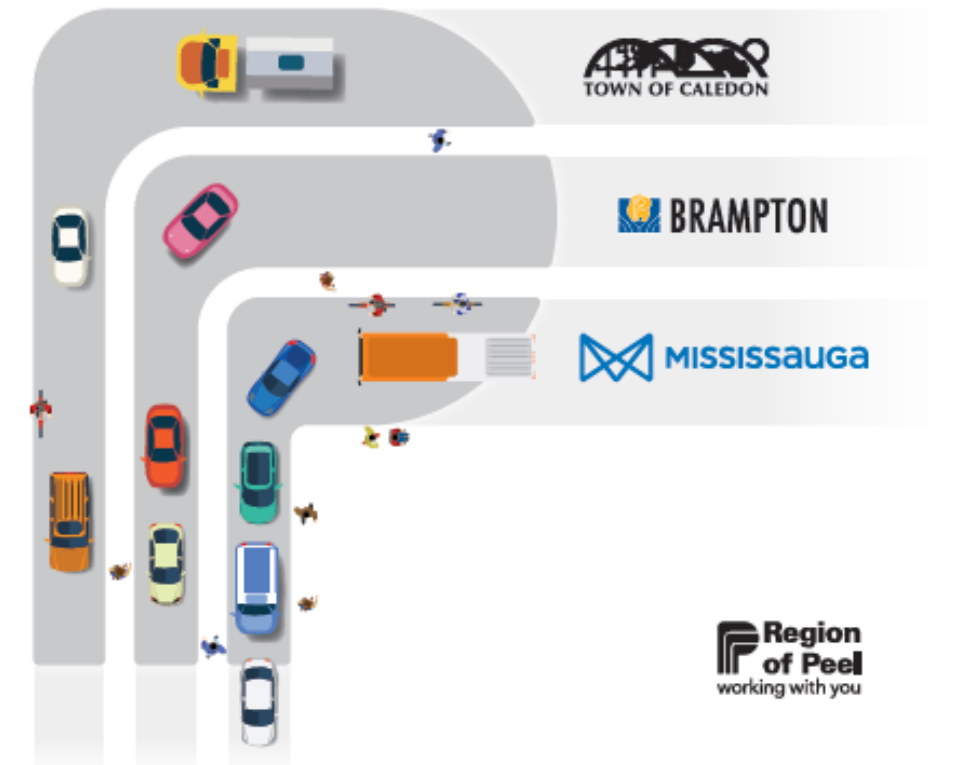 TOWN OF CALEDON
BRAMPTON
MISSISSauGa
Region
of Peel
working with you